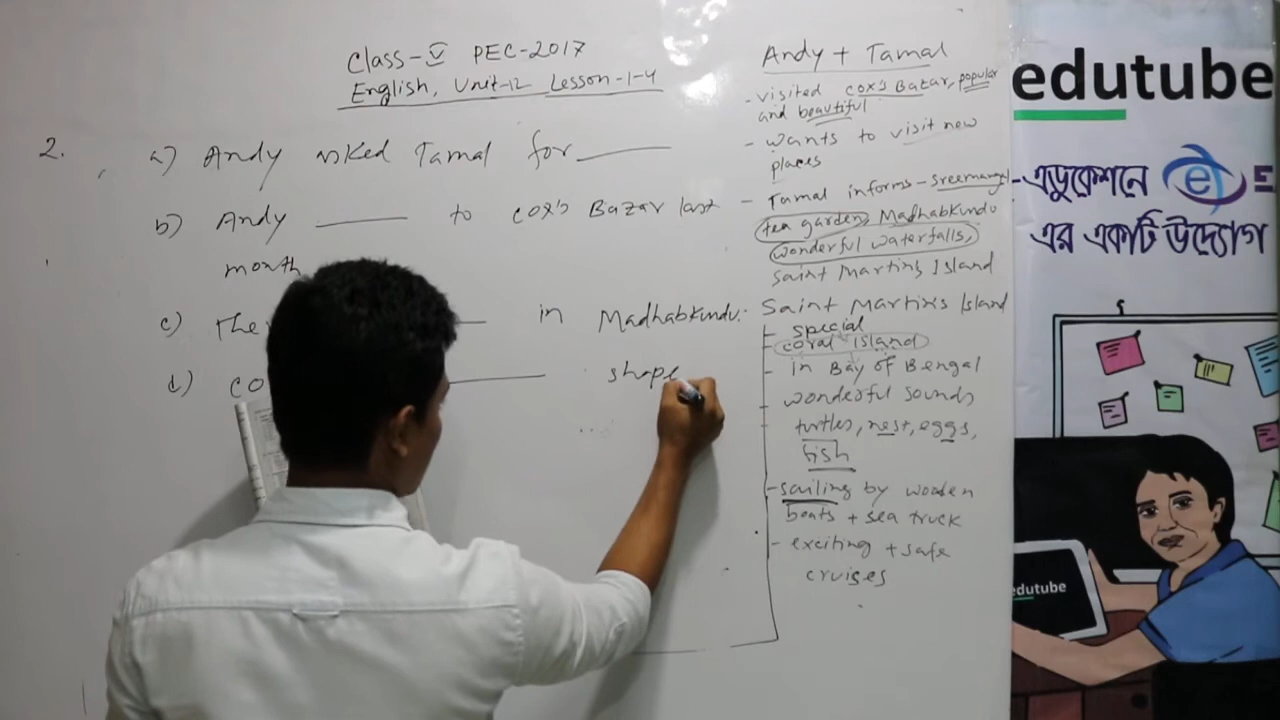 Class-V PEC-2017
English, Unit-12 Lesson-1-4
2.
a) Andy asked Tamal for
b) Andy to cox's Bazar last
month
c) in Madhabkundu.
d) co shape
Andy + Tamal
- visited cox's Bazar, popular
and beautiful
- wants to visit new
places
- Tamal informs - Sreemangal
tea garden, Madhabkundu
wonderful waterfalls,
Saint Martins Island
Saint Martins Island
- special
- coral island
- in Bay of Bengal
wonderful sounds
turtles, nest, eggs,
fish
- sailing by wooden
boats + sea truck
- exciting + safe
cruises
edutube
-এডুকেশনে e E
এর একটি উদ্যোগ
edutube